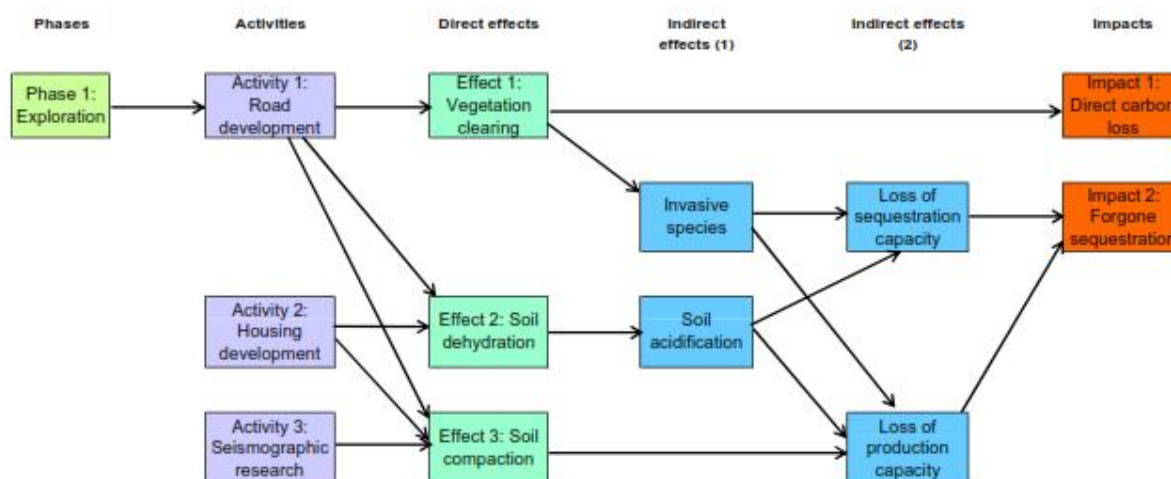 Phases
Activities
Direct effects
Indirect
effects (1)
Indirect effects
(2)
Impacts
Phase 1:
Exploration
Activity 1:
Road
development
Effect 1:
Vegetation
clearing
Impact 1:
Direct carbon
loss
Invasive
species
Loss of
sequestration
capacity
Impact 2:
Forgone
sequestration
Activity 2:
Housing
development
Effect 2: Soil
dehydration
Soil
acidification
Activity 3:
Seismographic
research
Effect 3: Soil
compaction
Loss of
production
capacity